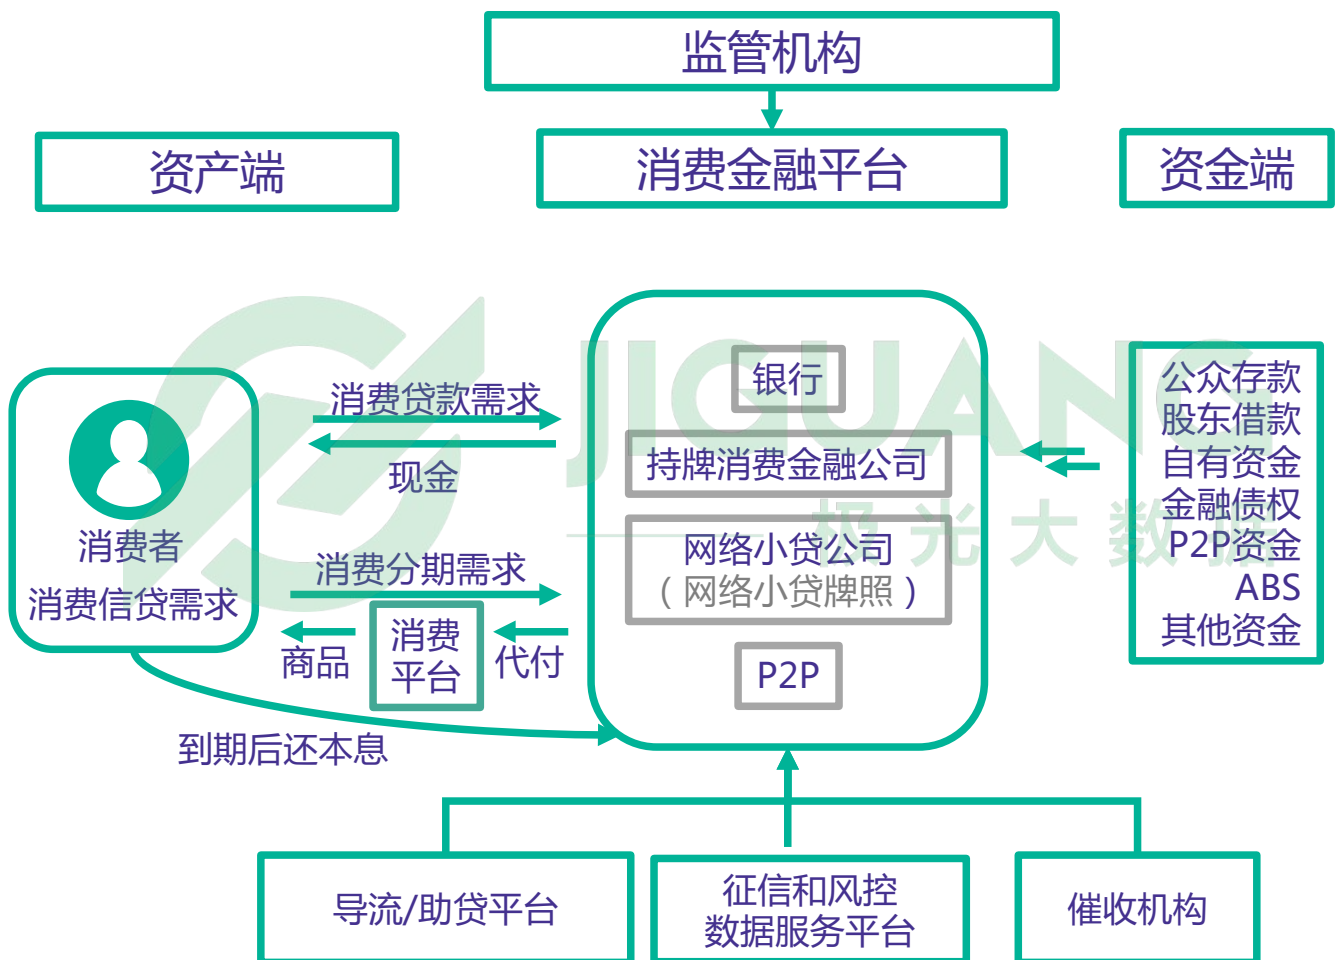 监管机构
资产端
消费金融平台
资金端
消费者
消费信贷需求
消费贷款需求
现金
消费分期需求
商品
消费
平台
代付
到期后还本息
银行
持牌消费金融公司
网络小贷公司
（网络小贷牌照）
P2P
公众存款
股东借款
自有资金
金融债权
P2P资金
ABS
其他资金
JIGUANG
极光大数据
导流/助贷平台
征信和风控
数据服务平台
催收机构